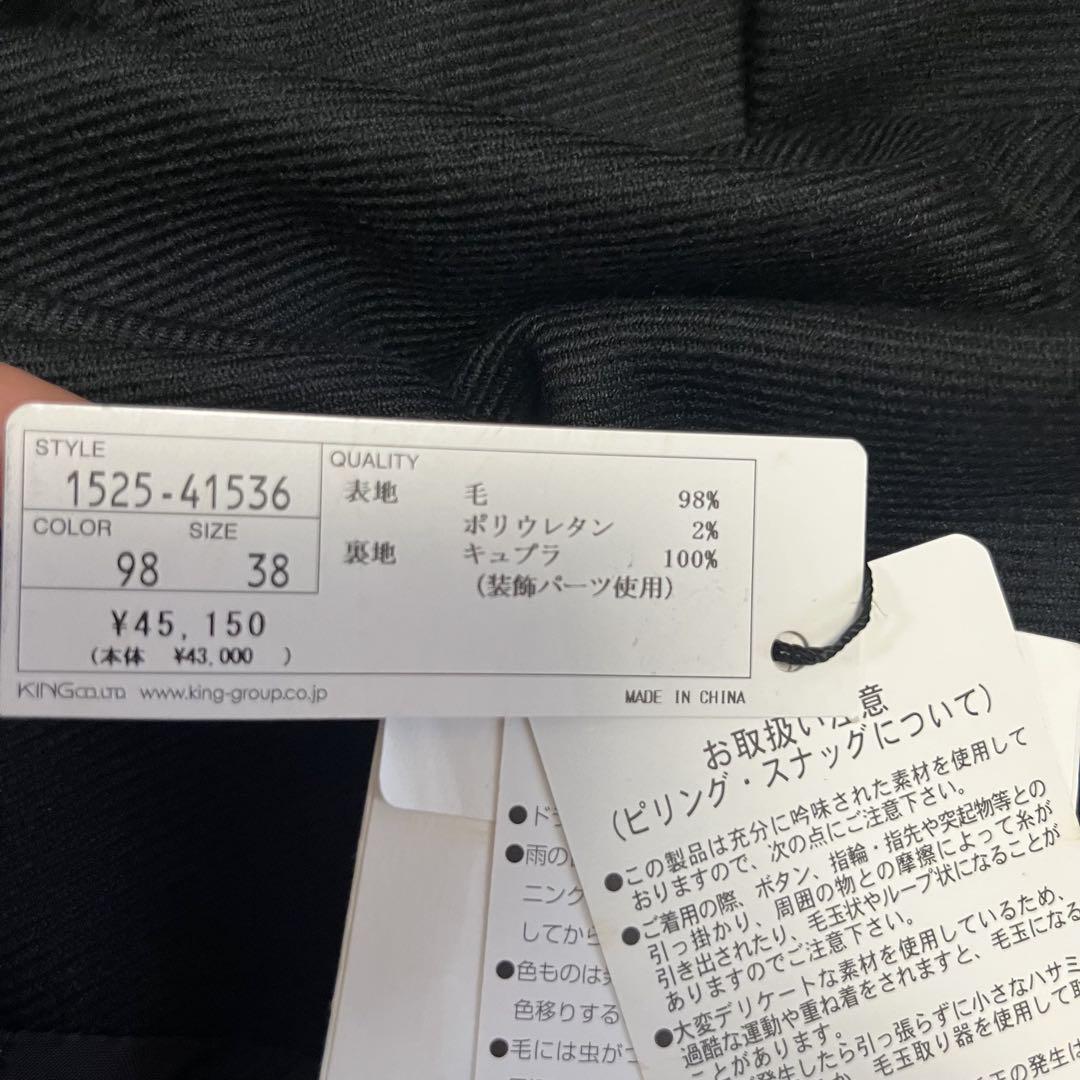 STYLE
1525-41536
COLOR SIZE
98 38
¥45,150
(本体 ¥43,000 )
QUALITY
表地 毛 98%
ポリウレタン 2%
裏地 キュプラ 100%
(装飾パーツ使用)
KING CO.,LTD www.king-group.co.jp
MADE IN CHINA
お取扱い注意
(ピリング・スナッグについて)
●この製品は充分に吟味された素材を使用して
おりますので、次の点にご注意下さい。
●ご着用の際、ボタン、指輪・指先や突起物等との
引っ掛かり、周囲の物との摩擦によって糸が
引き出されたり、毛玉状やループ状になることが
ありますのでご注意下さい。
●大変デリケートな素材を使用しているため、
過酷な運動や重ね着をされますと、毛玉になる
ことがあります。
発生したら引っ張らずに小さなハサミ
毛玉取り器を使用して
の発生は
●ド
●雨の
ニング
してから
●色ものは
色移りする
●毛には虫がつ